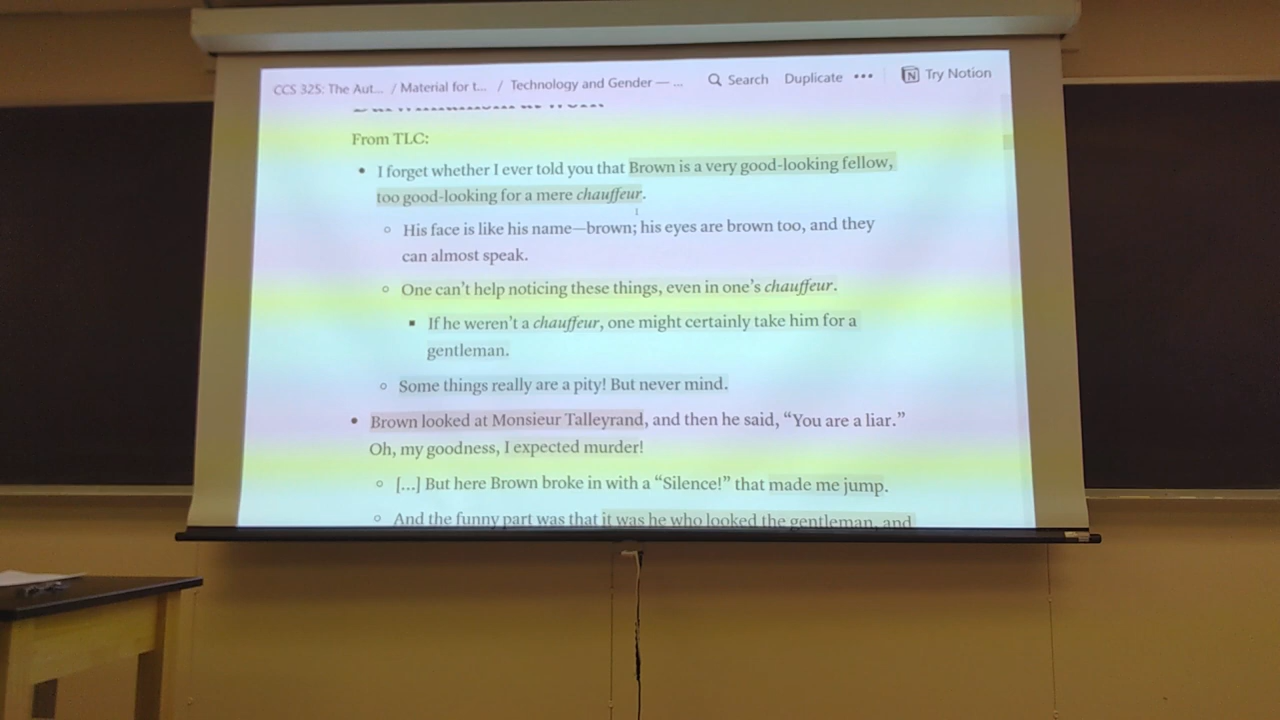 CCS 325: The Aut... / Material for t... / Technology and Gender — ... Search Duplicate ••• Try Notion
From TLC:
• I forget whether I ever told you that Brown is a very good-looking fellow,
too good-looking for a mere chauffeur.
◦ His face is like his name—brown; his eyes are brown too, and they
can almost speak.
◦ One can’t help noticing these things, even in one’s chauffeur.
▪ If he weren’t a chauffeur, one might certainly take him for a
gentleman.
◦ Some things really are a pity! But never mind.
• Brown looked at Monsieur Talleyrand, and then he said, “You are a liar.”
Oh, my goodness, I expected murder!
◦ [...] But here Brown broke in with a “Silence!” that made me jump.
◦ And the funny part was that it was he who looked the gentleman, and